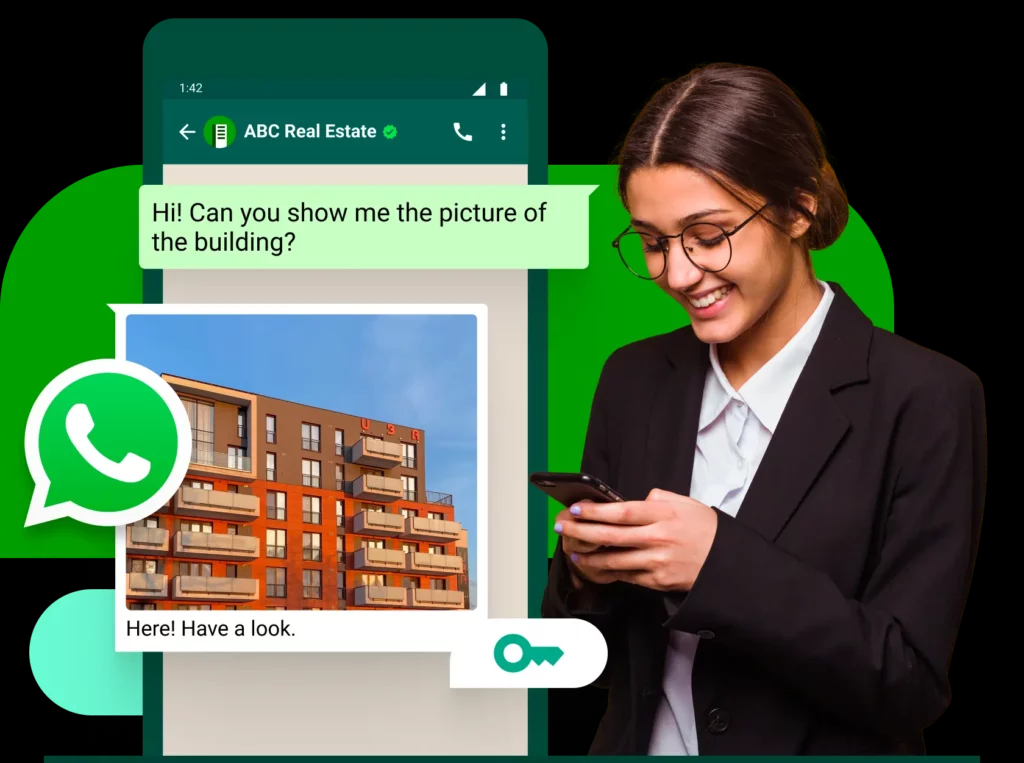 1:42
ABC Real Estate
Hi! Can you show me the picture of
the building?
Here! Have a look.